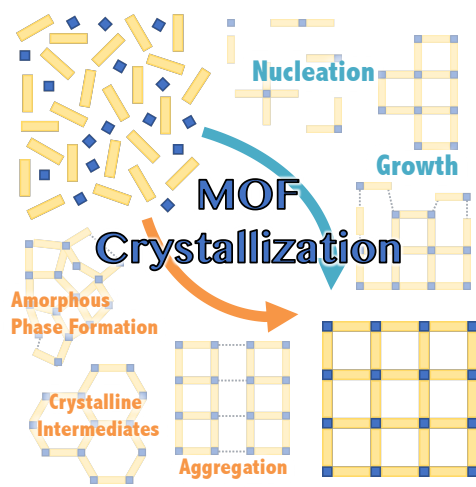 Nucleation
Growth
MOF
Crystallization
Amorphous
Phase Formation
Crystalline
Intermediates
Aggregation